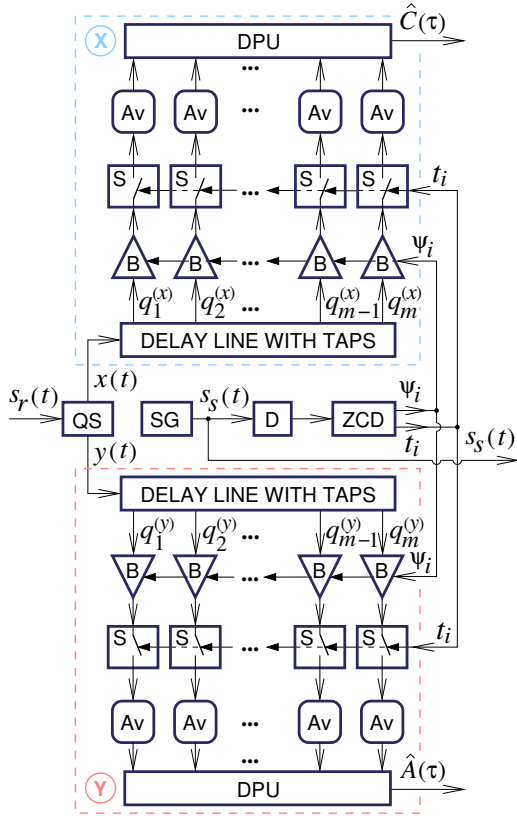 X DPU Ĉ(τ)
...
Av Av ... Av Av
S S ... S S t_i
B B ... B B ψ_i
q_1^(x) q_2^(x) ... q_{m−1}^(x) q_m^(x)
DELAY LINE WITH TAPS
x(t)
s_r(t) QS SG s_s(t) D ZCD ψ_i
t_i s_s(t)
y(t)
DELAY LINE WITH TAPS
q_1^(y) q_2^(y) ... q_{m−1}^(y) q_m^(y)
B B ... B B ψ_i
S S ... S S t_i
Av Av ... Av Av
...
Y DPU Â(τ)